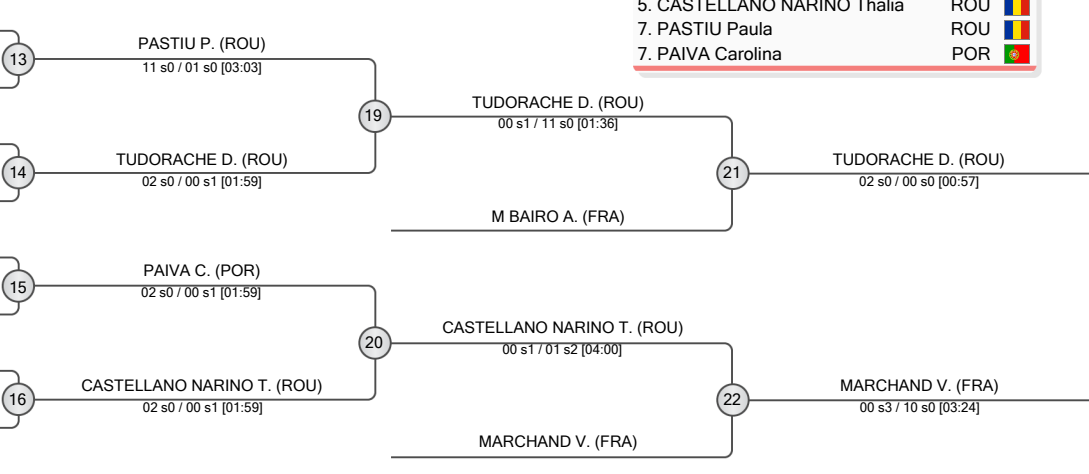 5. CASTELLANO NARINO Thalia ROU
7. PASTIU Paula ROU
7. PAIVA Carolina POR
13
PASTIU P. (ROU)
11 s0 / 01 s0 [03:03]
19
TUDORACHE D. (ROU)
00 s1 / 11 s0 [01:36]
14
TUDORACHE D. (ROU)
02 s0 / 00 s1 [01:59]
21
TUDORACHE D. (ROU)
02 s0 / 00 s0 [00:57]
M BAIRO A. (FRA)
15
PAIVA C. (POR)
02 s0 / 00 s1 [01:59]
20
CASTELLANO NARINO T. (ROU)
00 s1 / 01 s2 [04:00]
16
CASTELLANO NARINO T. (ROU)
02 s0 / 00 s1 [01:59]
22
MARCHAND V. (FRA)
00 s3 / 10 s0 [03:24]
MARCHAND V. (FRA)